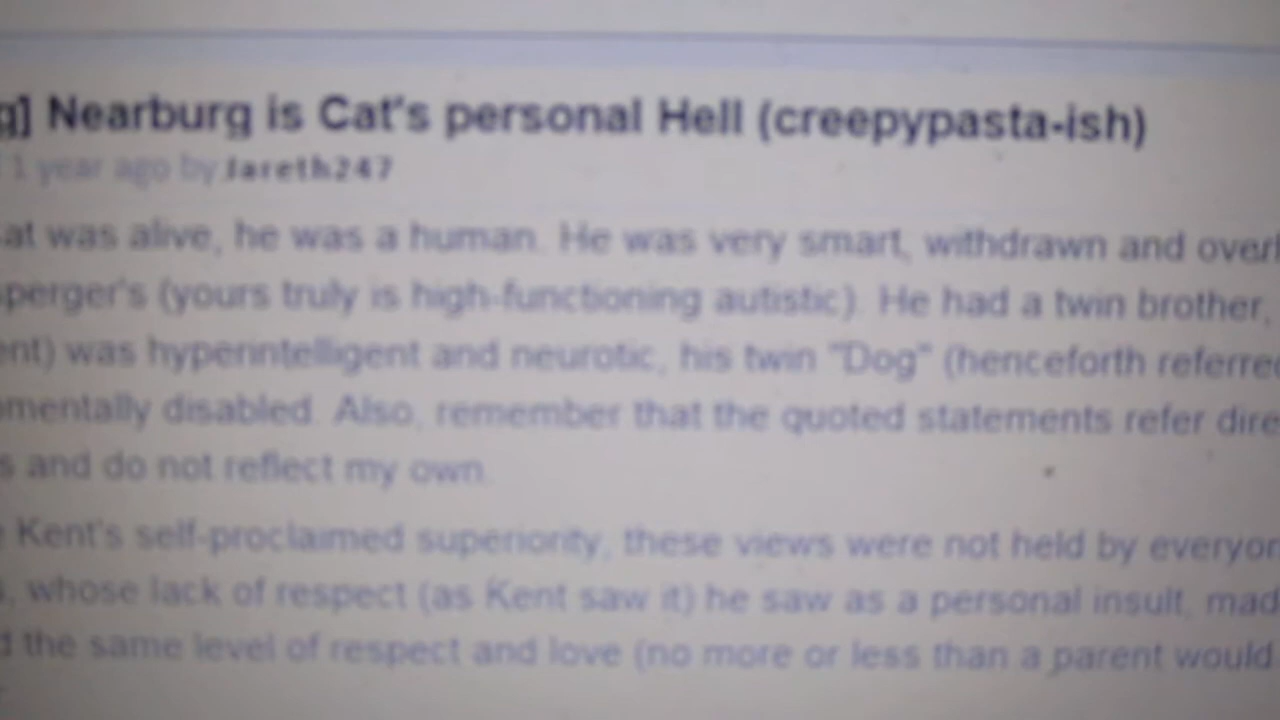 g] Nearburg is Cat's personal Hell (creepypasta-ish)
1 year ago by Jareth247
at was alive, he was a human. He was very smart, withdrawn and over
sperger's (yours truly is high-functioning autistic). He had a twin brother,
ent) was hyperintelligent and neurotic, his twin "Dog" (henceforth referre
mentally disabled. Also, remember that the quoted statements refer dire
s and do not reflect my own.
Kent's self-proclaimed superiority, these views were not held by everyon
, whose lack of respect (as Kent saw it) he saw as a personal insult, mad
d the same level of respect and love (no more or less than a parent would